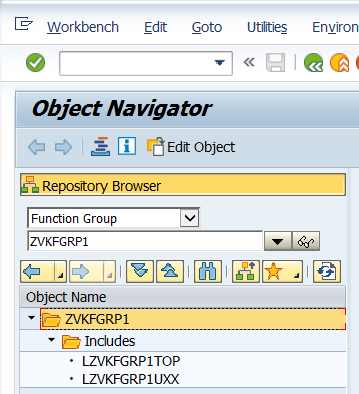 Workbench Edit Goto Utilities Environ
Object Navigator
Edit Object
Repository Browser
Function Group
ZVKFGRP1
Object Name
ZVKFGRP1
Includes
LZVKFGRP1TOP
LZVKFGRP1UXX